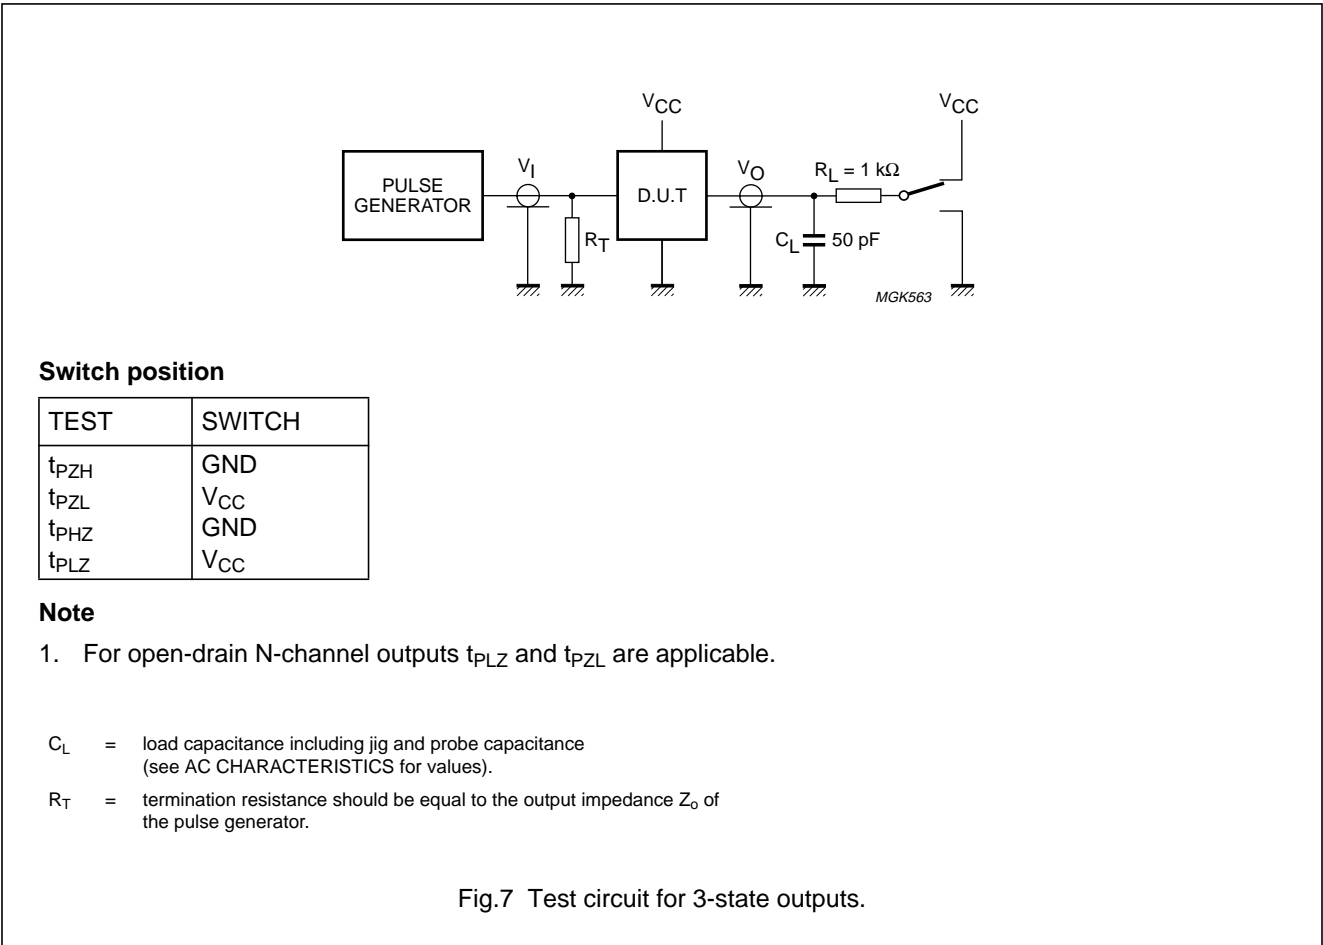 VCC VCC
PULSE
GENERATOR
VI
RT
D.U.T
VO
RL = 1 kΩ
CL 50 pF
MGK563
Switch position
TEST SWITCH
tPZH GND
tPZL VCC
tPHZ GND
tPLZ VCC
Note
1. For open-drain N-channel outputs tPLZ and tPZL are applicable.
CL = load capacitance including jig and probe capacitance
(see AC CHARACTERISTICS for values).
RT = termination resistance should be equal to the output impedance Zo of
the pulse generator.
Fig.7 Test circuit for 3-state outputs.